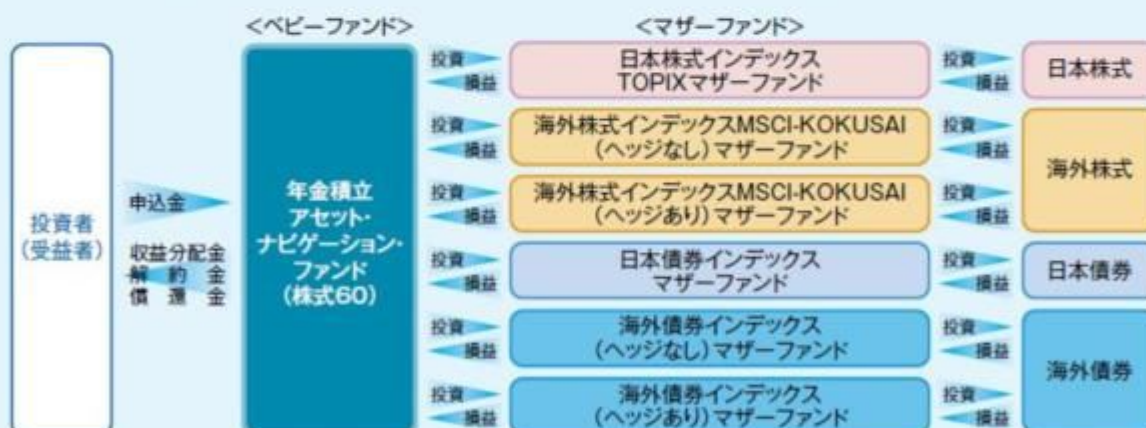 <ベビーファンド>
<マザーファンド>
投資者
(受益者)
申込金
収益分配金
解約金
償還金
年金積立
アセット・
ナビゲーション・
ファンド
(株式60)
投資
損益
日本株式インデックス
TOPIXマザーファンド
投資
損益
日本株式
投資
損益
海外株式インデックスMSCI-KOKUSAI
(ヘッジなし)マザーファンド
投資
損益
海外株式
投資
損益
海外株式インデックスMSCI-KOKUSAI
(ヘッジあり)マザーファンド
投資
損益
投資
損益
日本債券インデックス
マザーファンド
投資
損益
日本債券
投資
損益
海外債券インデックス
(ヘッジなし)マザーファンド
投資
損益
海外債券
投資
損益
海外債券インデックス
(ヘッジあり)マザーファンド
投資
損益